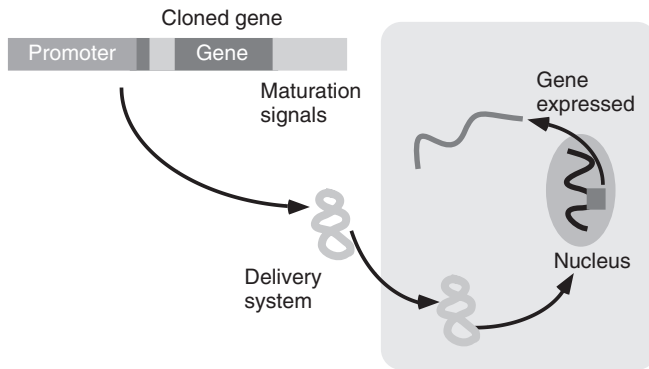 Cloned gene
Promoter
Gene
Maturation
signals
Gene
expressed
Nucleus
Delivery
system